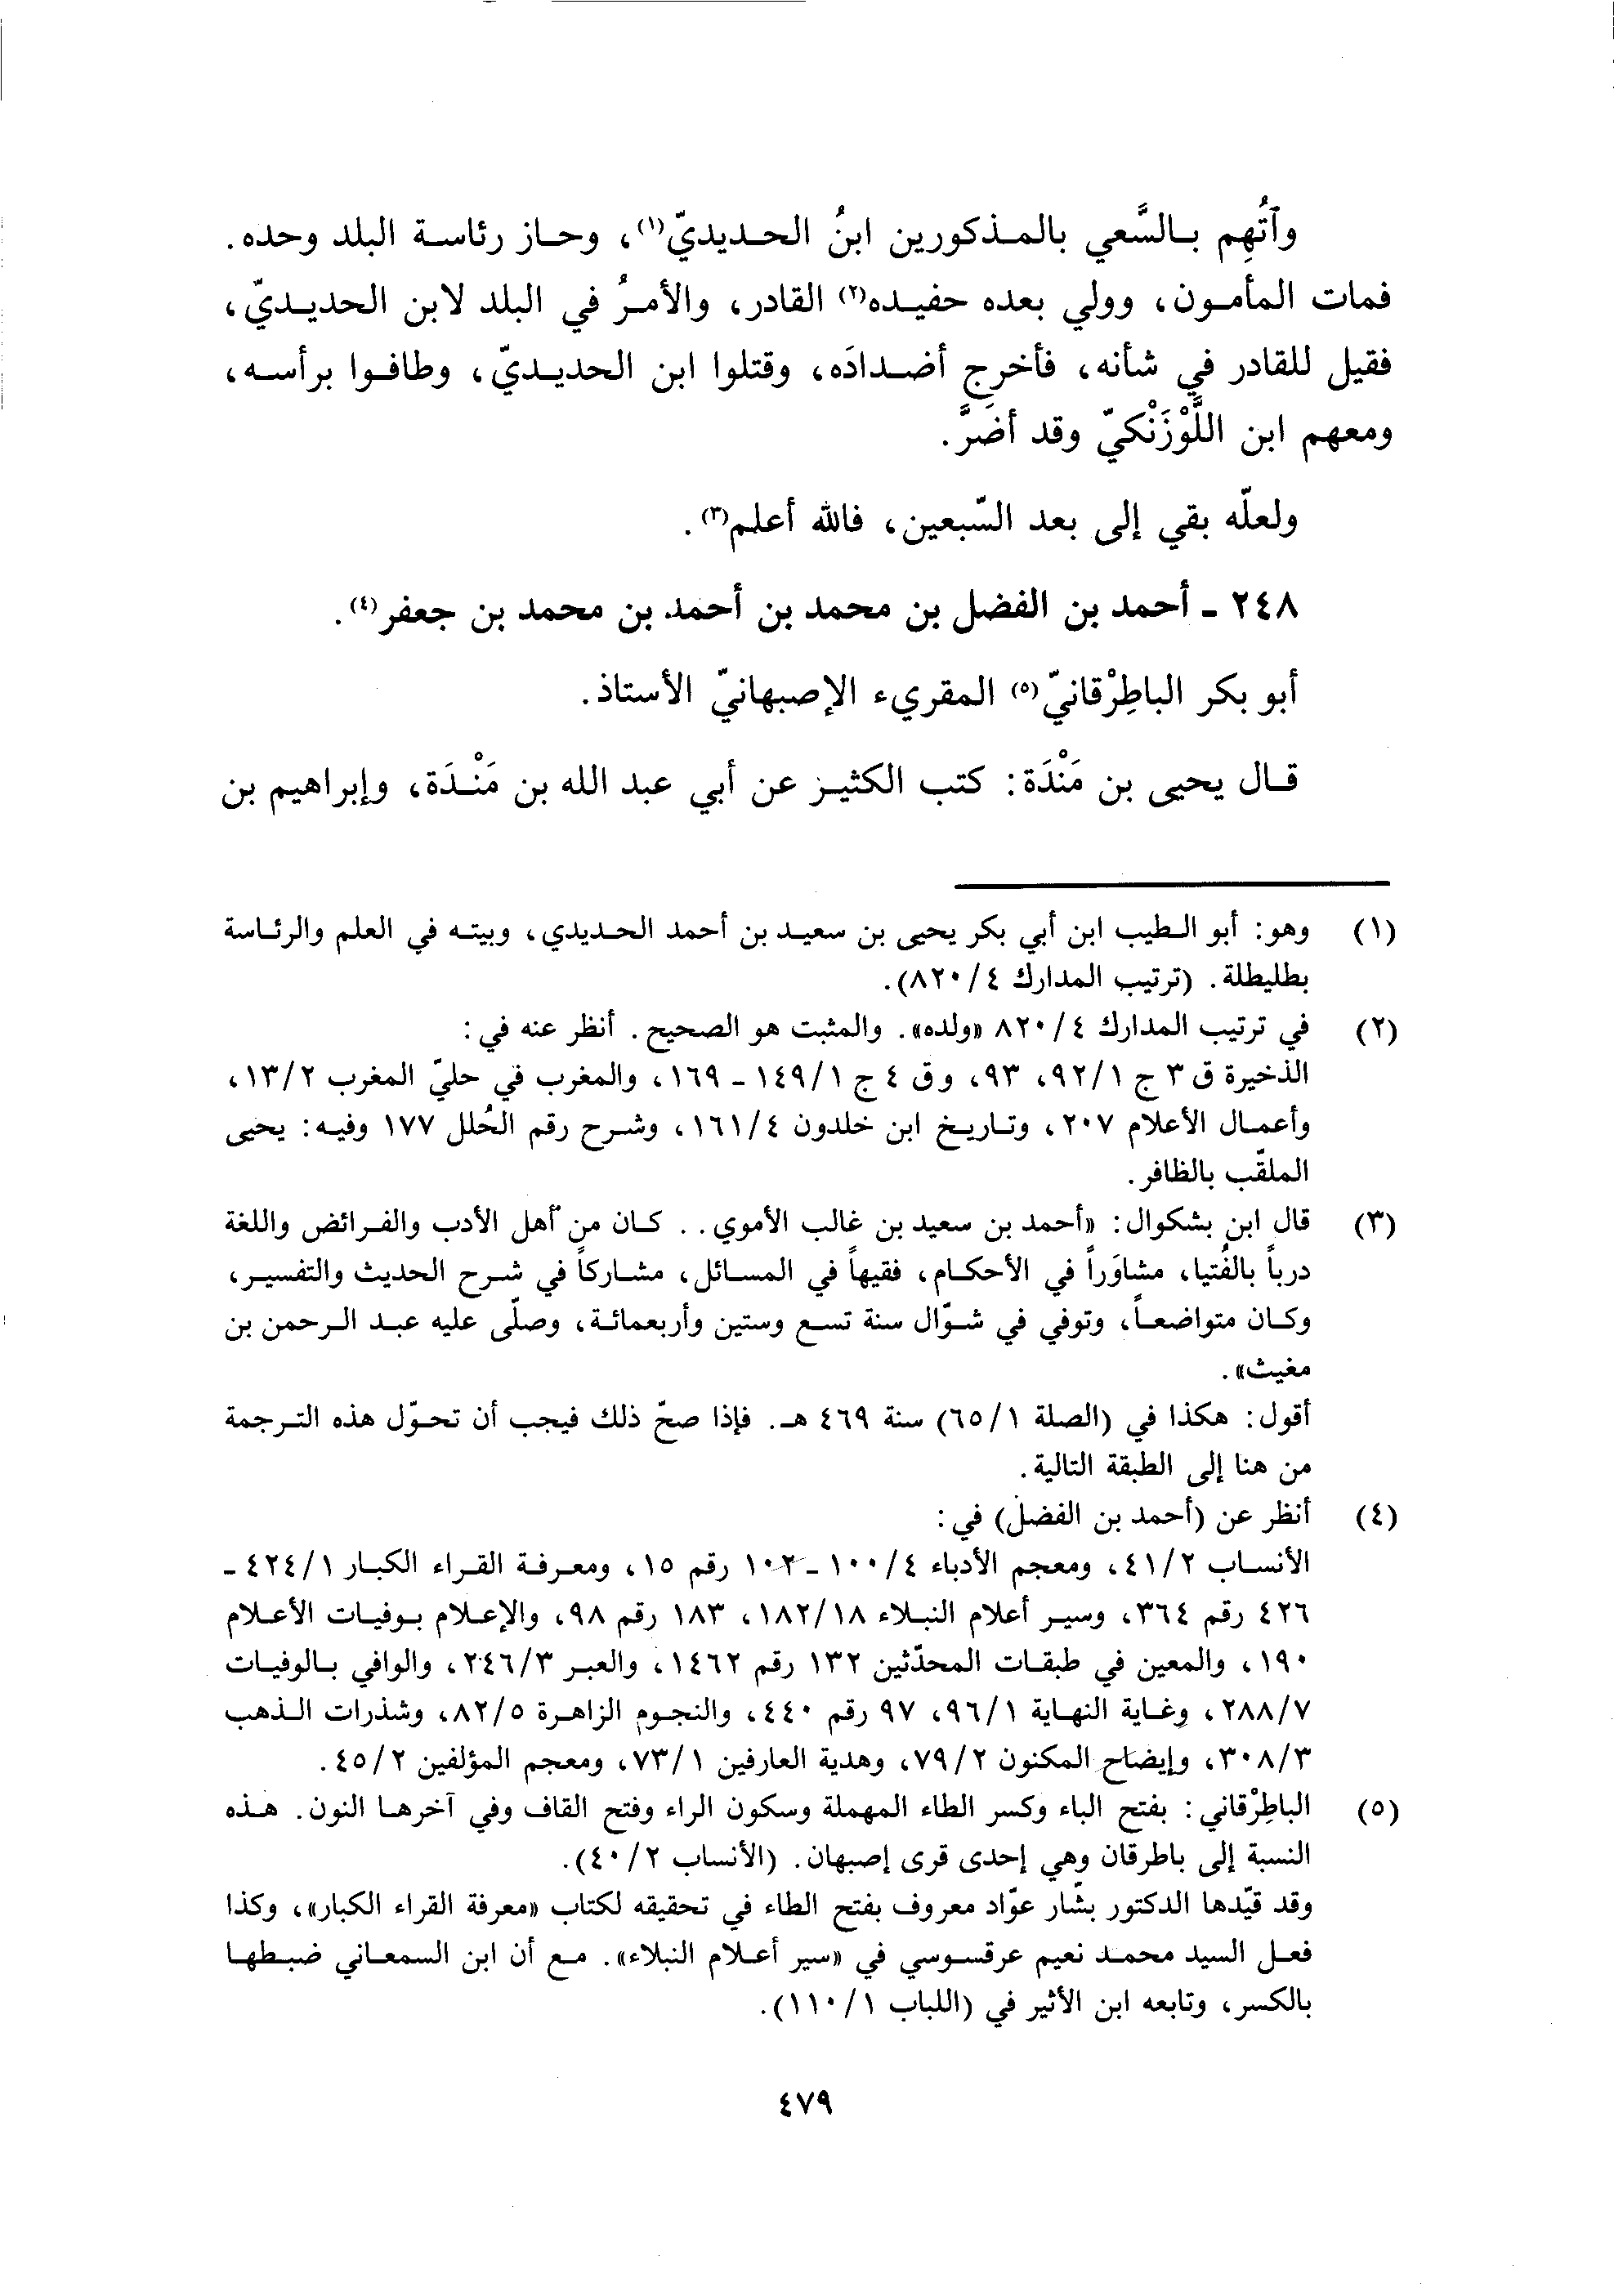 وٱتُّهِم بالسَّعي بالمذكورين ابنُ الحديديّ(١)، وحاز رئاسة البلد وحده.
فمات المأمون، وولي بعده حفيده(٢) القادر، والأمرُ في البلد لابن الحديديّ،
فقيل للقادر في شأنه، فأخرج أضدادَه، وقتلوا ابن الحديديّ، وطافوا برأسه،
ومعهم ابن اللَّوْزَنْكيّ وقد أضَرَّ.
ولعلّه بقي إلى بعد السّبعين، فالله أعلم(٣).
٢٤٨ - أحمد بن الفضل بن محمد بن أحمد بن محمد بن جعفر(٤).
أبو بكر الباطِرْقانيّ(٥) المقريء الإصبهانيّ الأستاذ.
قال يحيى بن مَنْدَة: كتب الكثير عن أبي عبد الله بن مَنْدَة، وإبراهيم بن
(١) وهو: أبو الطيب ابن أبي بكر يحيى بن سعيد بن أحمد الحديدي، وبيته في العلم والرئاسة
بطليطلة. (ترتيب المدارك ٤/٨٢٠).
(٢) في ترتيب المدارك ٤/٨٢٠ «ولده». والمثبت هو الصحيح. أنظر عنه في:
الذخيرة ق ٣ ج ١/٩٢، ٩٣، وق ٤ ج ١/١٤٩ - ١٦٩، والمغرب في حليّ المغرب ٢/١٣،
وأعمال الأعلام ٢٠٧، وتاريخ ابن خلدون ٤/١٦١، وشرح رقم الحُلل ١٧٧ وفيه: يحيى
الملقّب بالظافر.
(٣) قال ابن بشكوال: «أحمد بن سعيد بن غالب الأموي.. كان من أهل الأدب والفرائض واللغة
درباً بالفُتيا، مشاوَراً في الأحكام، فقيهاً في المسائل، مشاركاً في شرح الحديث والتفسير،
وكان متواضعاً، وتوفي في شوّال سنة تسع وستين وأربعمائة، وصلّى عليه عبد الرحمن بن
مغيث».
أقول: هكذا في (الصلة ١/٦٥) سنة ٤٦٩ هـ. فإذا صحّ ذلك فيجب أن تحوّل هذه الترجمة
من هنا إلى الطبقة التالية.
(٤) أنظر عن (أحمد بن الفضل) في:
الأنساب ٢/٤١، ومعجم الأدباء ٤/١٠٠ - ١٠٢ رقم ١٥، ومعرفة القراء الكبار ١/٤٢٤ -
٤٢٦ رقم ٣٦٤، وسير أعلام النبلاء ١٨/١٨٢، ١٨٣ رقم ٩٨، والإعلام بوفيات الأعلام
١٩٠، والمعين في طبقات المحدّثين ١٣٢ رقم ١٤٦٢، والعبر ٣/٢٤٦، والوافي بالوفيات
٧/٢٨٨، وغاية النهاية ١/٩٦، ٩٧ رقم ٤٤٠، والنجوم الزاهرة ٥/٨٢، وشذرات الذهب
٣/٣٠٨، وإيضاح المكنون ٢/٧٩، وهدية العارفين ١/٧٣، ومعجم المؤلفين ٢/٤٥.
(٥) الباطِرْقاني: بفتح الباء وكسر الطاء المهملة وسكون الراء وفتح القاف وفي آخرها النون. هذه
النسبة إلى باطرقان وهي إحدى قرى إصبهان. (الأنساب ٢/٤٠).
وقد قيّدها الدكتور بشّار عوّاد معروف بفتح الطاء في تحقيقه لكتاب «معرفة القراء الكبار»، وكذا
فعل السيد محمد نعيم عرقسوسي في «سير أعلام النبلاء». مع أن ابن السمعاني ضبطها
بالكسر، وتابعه ابن الأثير في (اللباب ١/١١٠).
٤٧٩